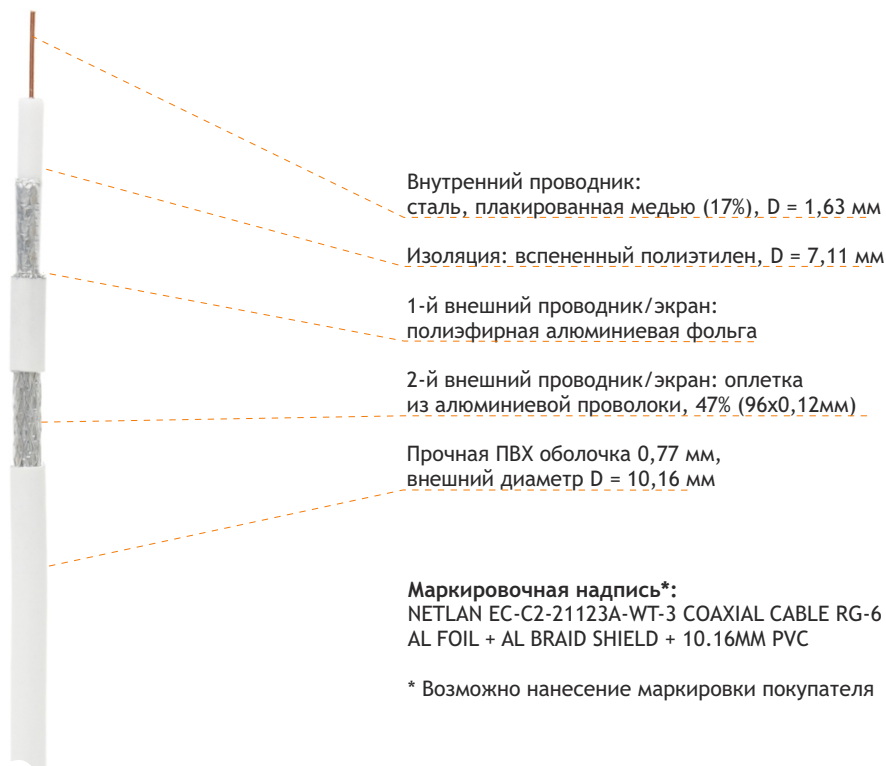 Внутренний проводник:
сталь, плакированная медью (17%), D = 1,63 мм
Изоляция: вспененный полиэтилен, D = 7,11 мм
1-й внешний проводник/экран:
полиэфирная алюминиевая фольга
2-й внешний проводник/экран: оплетка
из алюминиевой проволоки, 47% (96х0,12мм)
Прочная ПВХ оболочка 0,77 мм,
внешний диаметр D = 10,16 мм
Маркировочная надпись*:
NETLAN EC-C2-21123A-WT-3 COAXIAL CABLE RG-6
AL FOIL + AL BRAID SHIELD + 10.16MM PVC
* Возможно нанесение маркировки покупателя